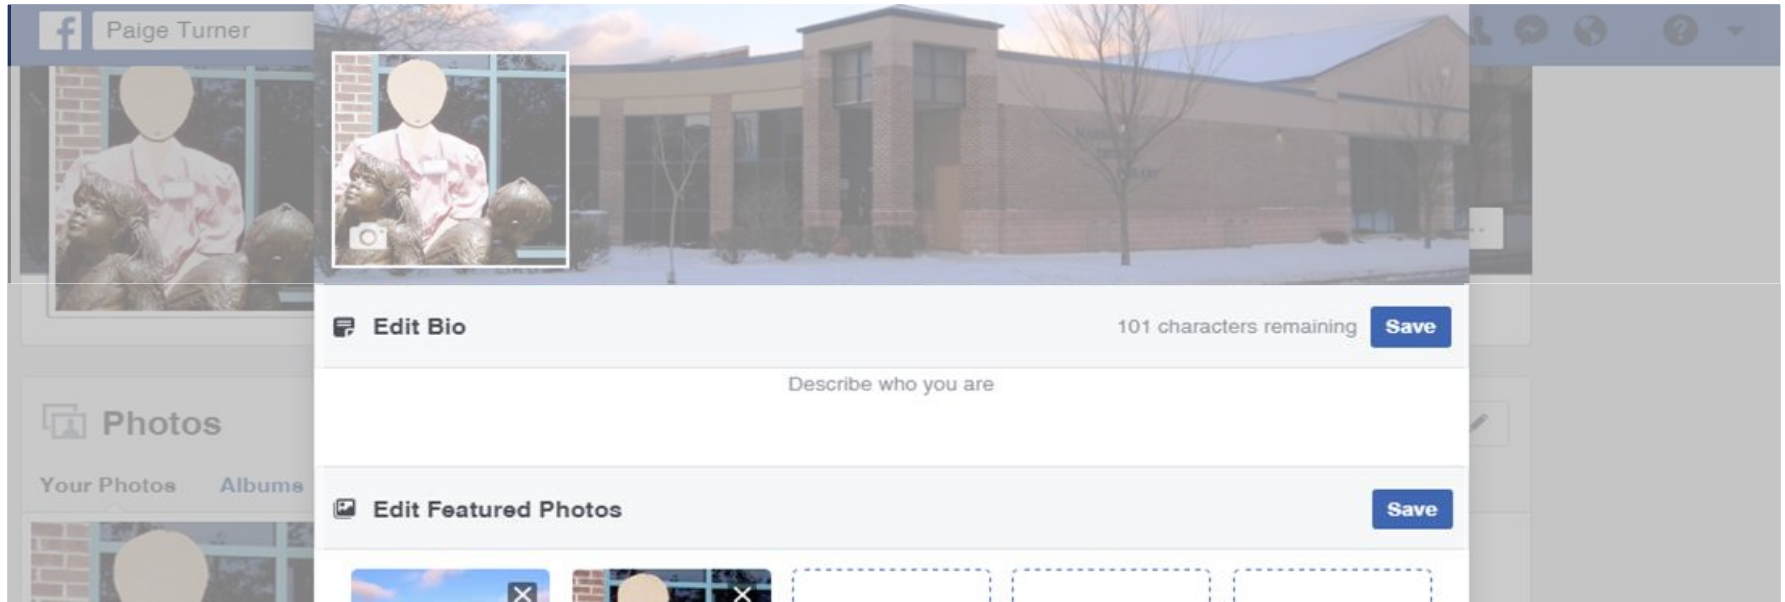 f Paige Turner
?
Edit Bio
101 characters remaining Save
Describe who you are
Photos
Your Photos Albums
Edit Featured Photos
Save